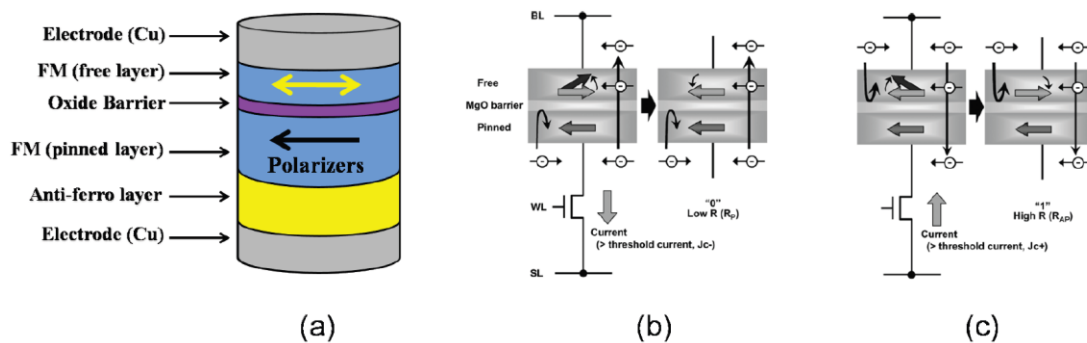 Electrode (Cu)
FM (free layer)
Oxide Barrier
FM (pinned layer)
Anti-ferro layer
Electrode (Cu)
Polarizers
(a)
BL
Free
MgO barrier
Pinned
WL
Current
(> threshold current, Jc-)
SL
"0"
Low R (RP)
(b)
Current
(> threshold current, Jc+)
"1"
High R (RAP)
(c)